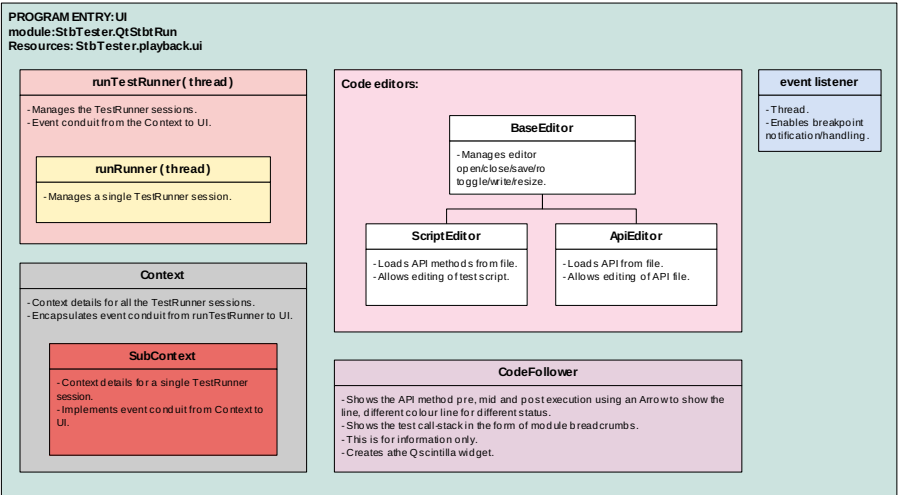 PROGRAM ENTRY: UI
module:StbTester.QtStbtRun
Resources: StbTester.playback.ui
runTestRunner ( thread )
- Manages the TestRunner sessions.
- Event conduit from the Context to UI.
runRunner ( thread )
- Manages a single TestRunner session.
Context
- Context details for all the TestRunner sessions.
- Encapsulates event conduit from runTestRunner to UI.
SubContext
- Context details for a single TestRunner
session.
- Implements event conduit from Context to
UI.
Code editors:
BaseEditor
- Manages editor
open/close/save/ro
toggle/write/resize.
ScriptEditor
- Loads API methods from file.
- Allows editing of test script.
ApiEditor
- Loads API from file.
- Allows editing of API file.
CodeFollower
- Shows the API method pre, mid and post execution using an Arrow to show the
line, different colour line for different status.
- Shows the test call-stack in the form of module breadcrumbs.
- This is for information only.
- Creates athe Qscintilla widget.
event listener
- Thread.
- Enables breakpoint
notification/handling.